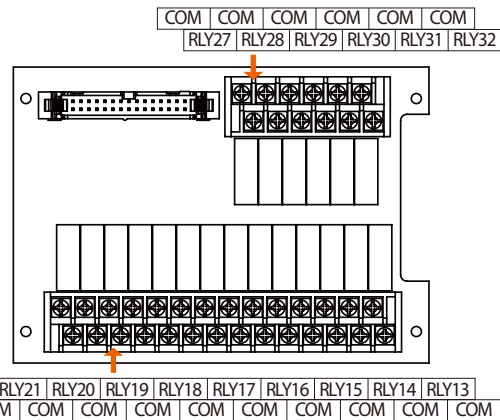 COM COM COM COM COM COM
RLY27 RLY28 RLY29 RLY30 RLY31 RLY32
RLY21 RLY20 RLY19 RLY18 RLY17 RLY16 RLY15 RLY14 RLY13
M COM COM COM COM COM COM COM COM COM